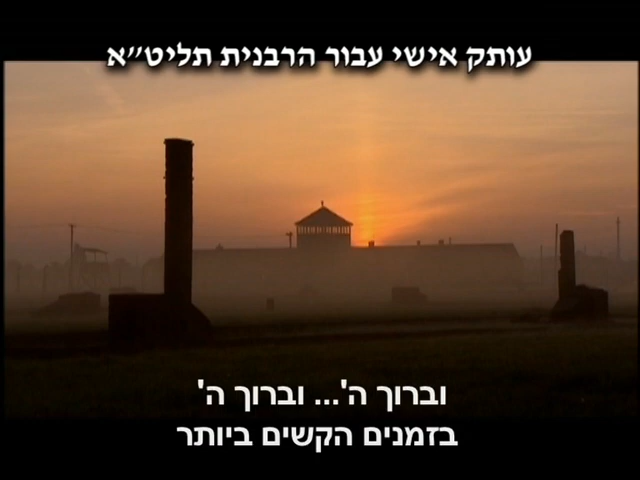 עותק אישי עבור הרבנית תליט״א
וברוך ה'... וברוך ה'
בזמנים הקשים ביותר